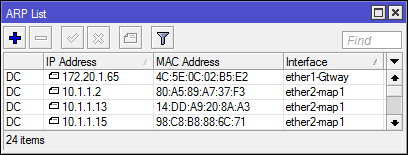 ARP List
Find
IP Address MAC Address Interface
DC 172.20.1.65 4C:5E:0C:02:B5:E2 ether1-Gtway
DC 10.1.1.2 80:A5:89:A7:37:F3 ether2-map1
DC 10.1.1.13 14:DD:A9:20:8A:A3 ether2-map1
DC 10.1.1.15 98:C8:B8:88:6C:71 ether2-map1
24 items